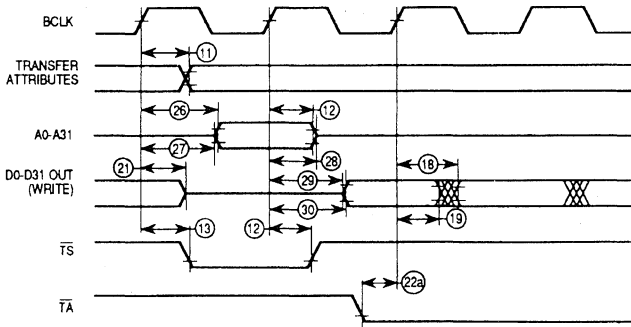 BCLK
11
TRANSFER
ATTRIBUTES
26
12
A0-A31
27
28
21
29
18
D0-D31 OUT
(WRITE)
30
19
13
12
TS
22a
TA